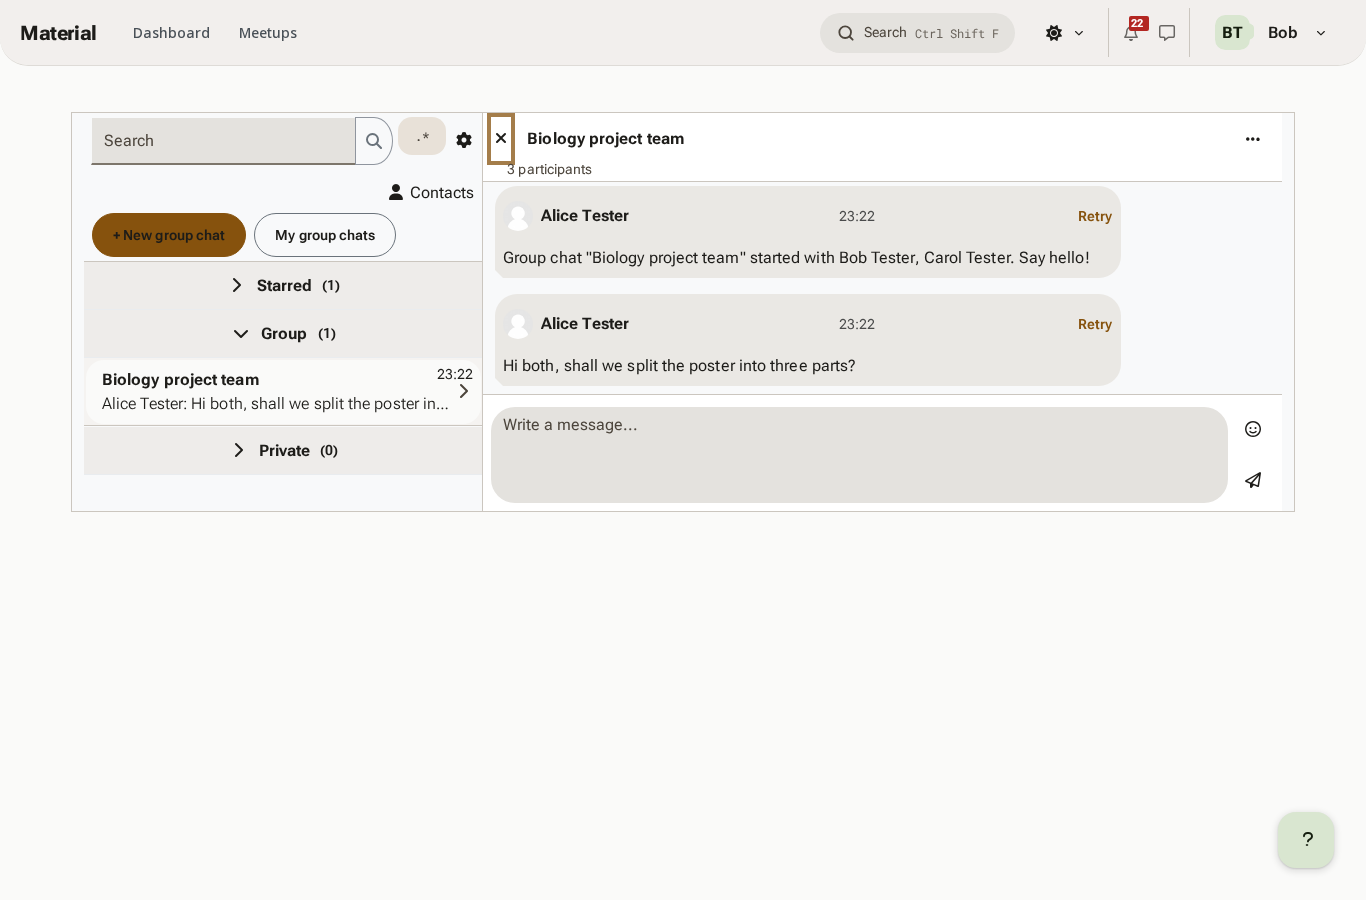 Material
Dashboard
Meetups
Search Ctrl Shift F
22
BT
Bob
Search
.*
Contacts
+ New group chat
My group chats
Starred (1)
Group (1)
Biology project team
23:22
Alice Tester: Hi both, shall we split the poster in...
Private (0)
Biology project team
3 participants
Alice Tester
23:22
Retry
Group chat "Biology project team" started with Bob Tester, Carol Tester. Say hello!
Alice Tester
23:22
Retry
Hi both, shall we split the poster into three parts?
Write a message...
?